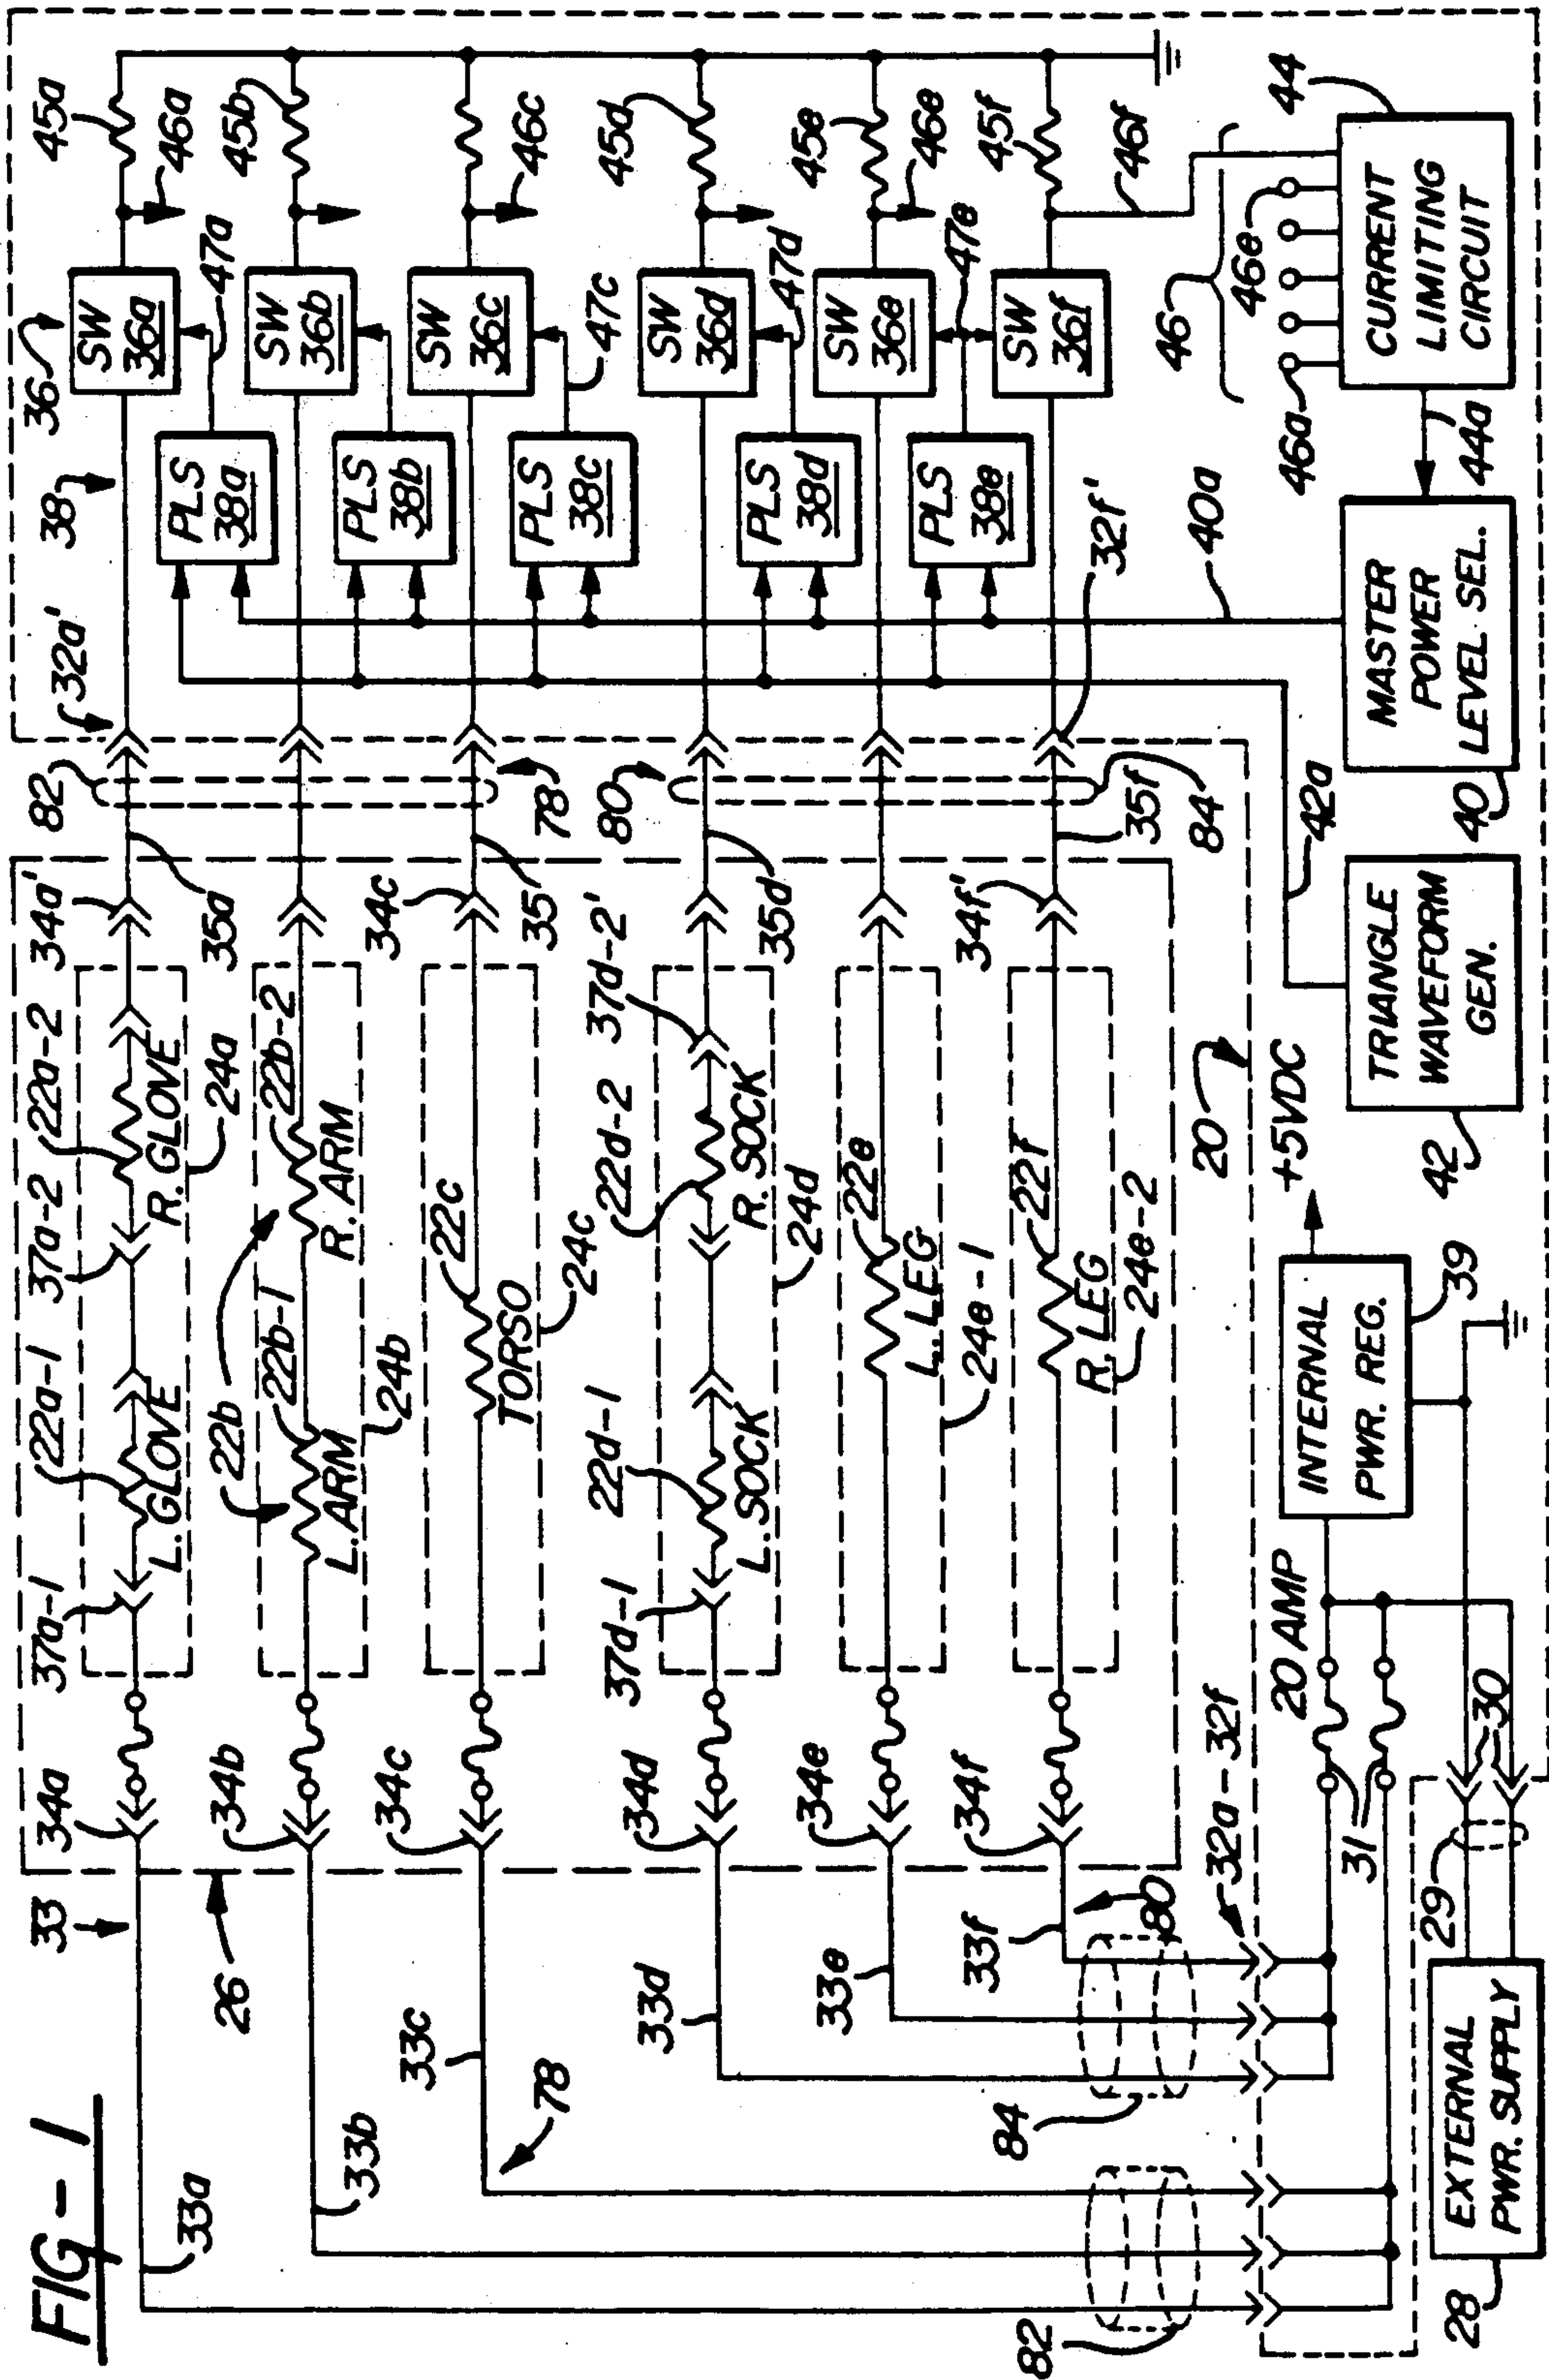 FIG-1
33a
33
34a
37a-1
22a-1
37a-2
22a-2
34a'
82
32a'
38
36
45a
L. GLOVE
R. GLOVE
24a
35a
PLS
38a
SW
36a
47a
46a
26
33b
34b
22b
22b-1
22b-2
L. ARM
R. ARM
24b
PLS
38b
SW
36b
45b
33c
34c
22c
34c
TORSO
24c
35'
78
78
PLS
38c
SW
36c
47c
46c
33d
34d
37d-1
22d-1
22d-2
37d-2'
80
L. SOCK
R. SOCK
24d
35d
PLS
38d
SW
36d
47d
45d
33e
34e
22e
L. LEG
24e-1
PLS
38e
SW
36e
47e
45e
46e
33f
34f
22f
34f'
R. LEG
24e-2
35f
84
32f'
SW
36f
45f
46f
80
84
82
32a-32f
20
40a
46
46a
46e
44
20 AMP
31
30
29
+5VDC
42a
44a
EXTERNAL
PWR. SUPPLY
28
INTERNAL
PWR. REG.
39
TRIANGLE
WAVEFORM
GEN.
42
MASTER
POWER
LEVEL SEL.
40
CURRENT
LIMITING
CIRCUIT